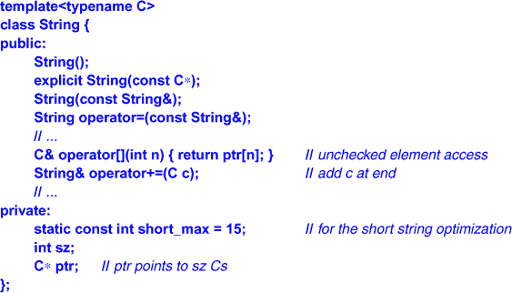 template<typename C>
class String {
public:
String();
explicit String(const C*);
String(const String&);
String operator=(const String&);
// ...
C& operator[](int n) { return ptr[n]; } // unchecked element access
String& operator+=(C c); // add c at end
// ...
private:
static const int short_max = 15; // for the short string optimization
int sz;
C* ptr; // ptr points to sz Cs
};